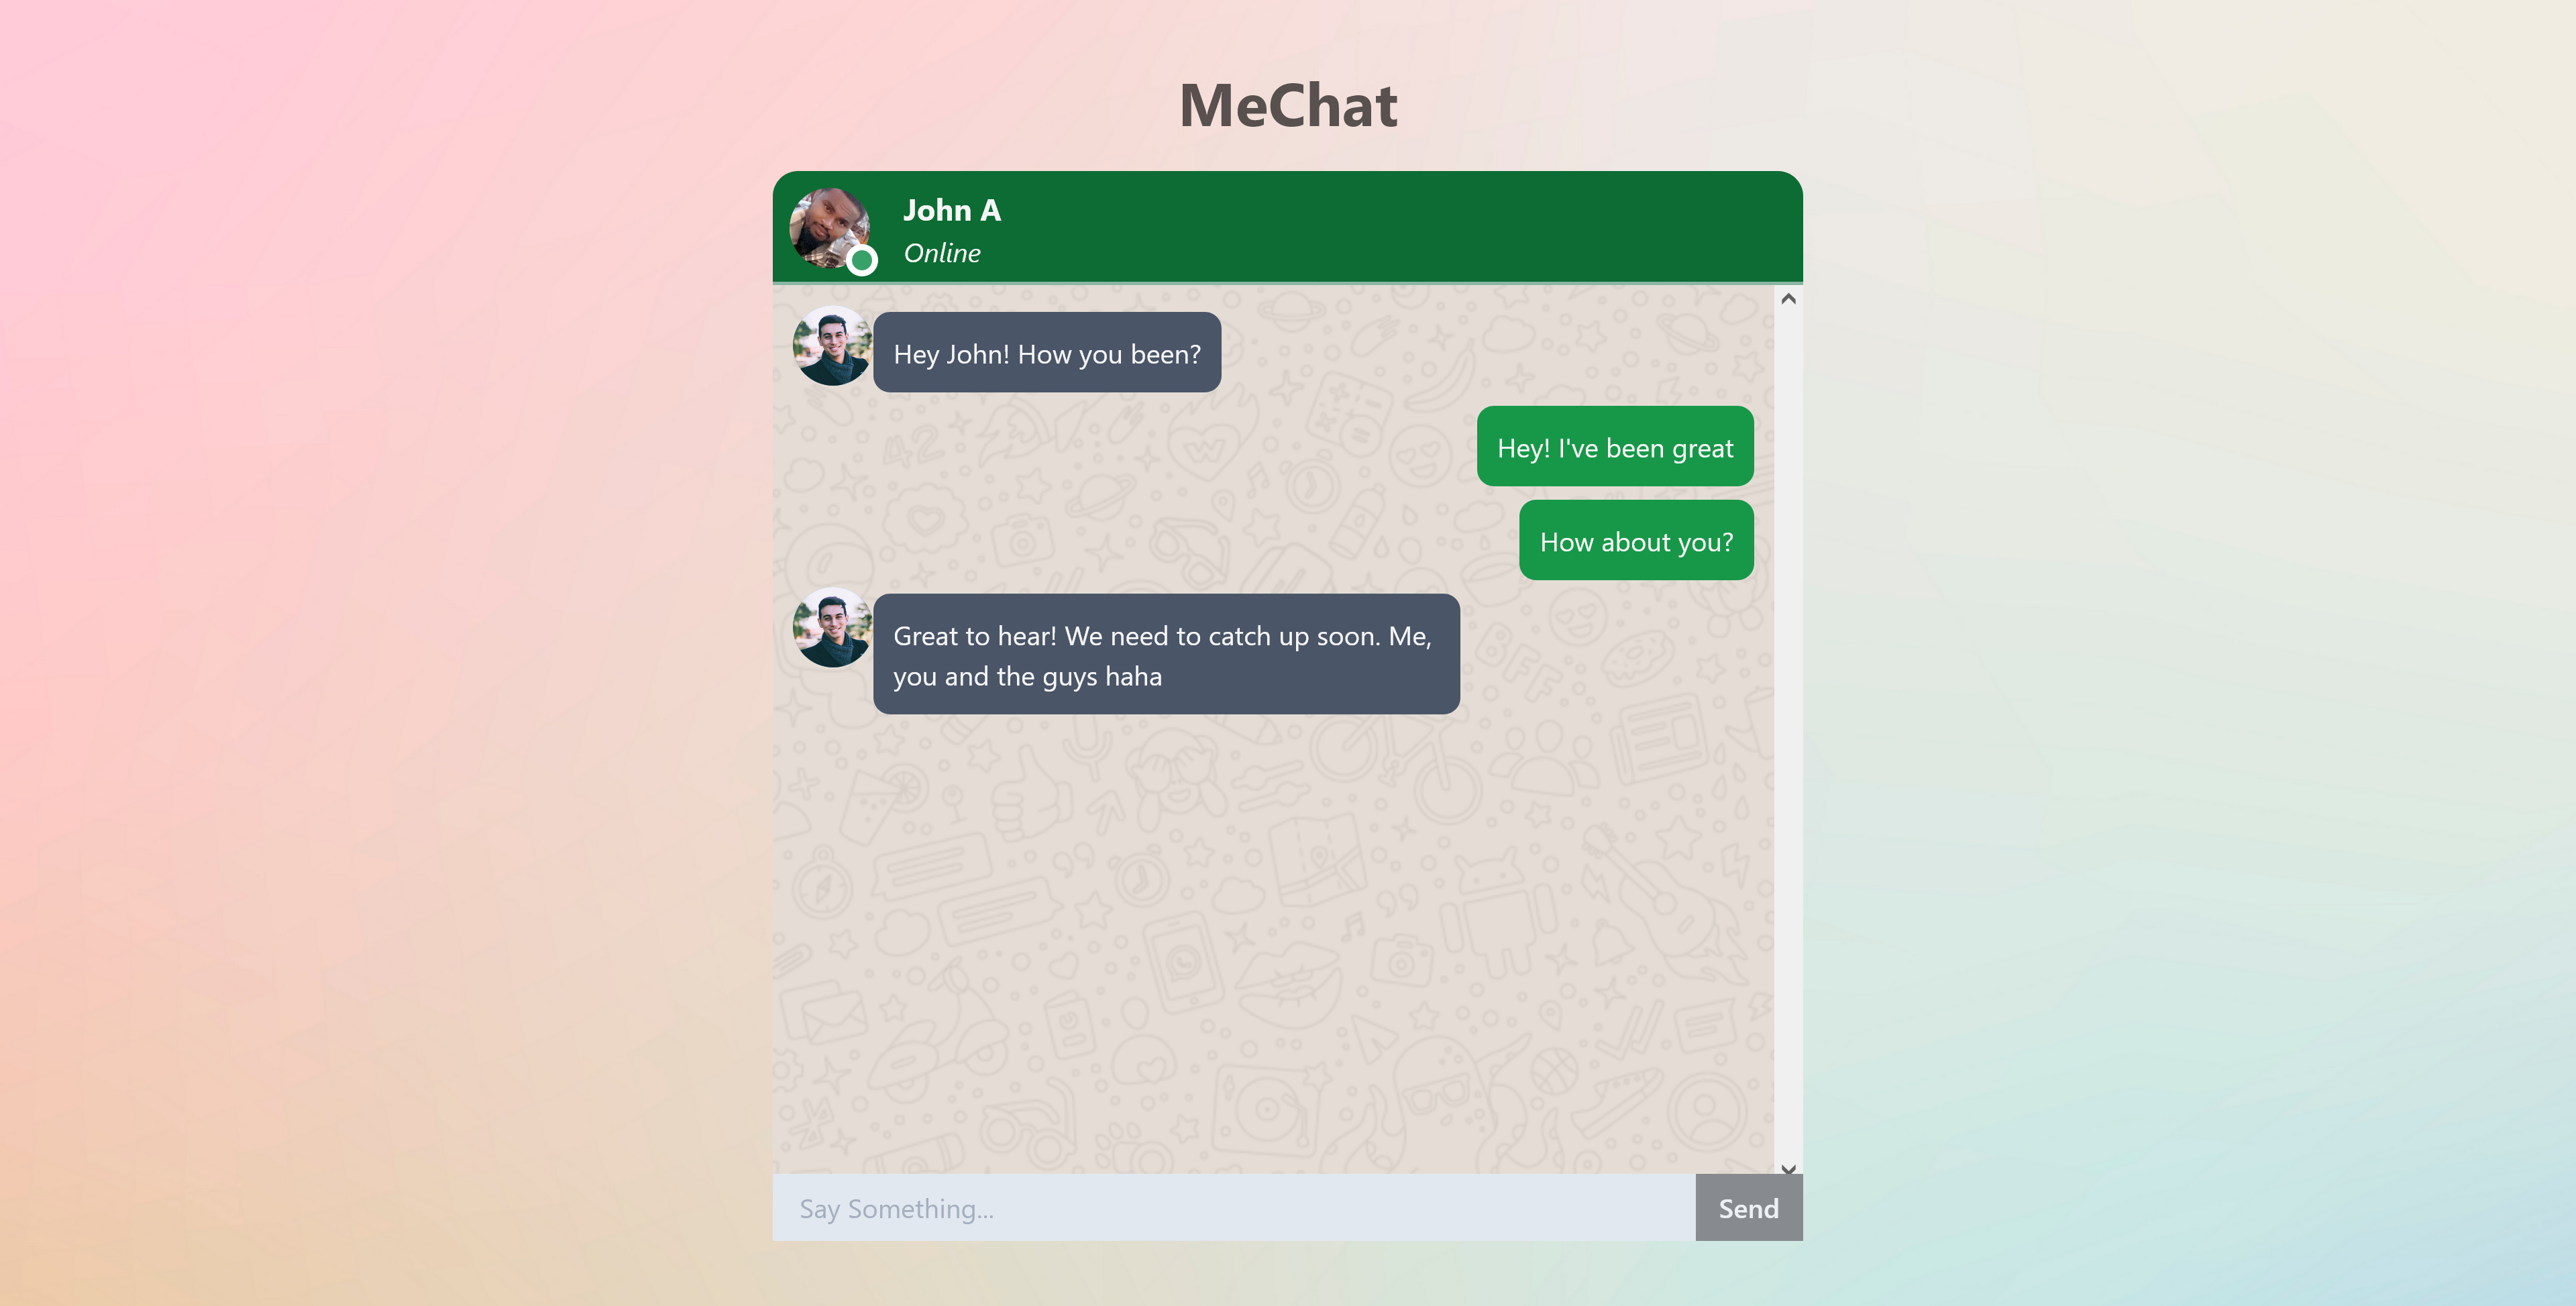 MeChat
John A
Online
Hey John! How you been?
Hey! I've been great
How about you?
Great to hear! We need to catch up soon. Me,
you and the guys haha
Say Something...
Send